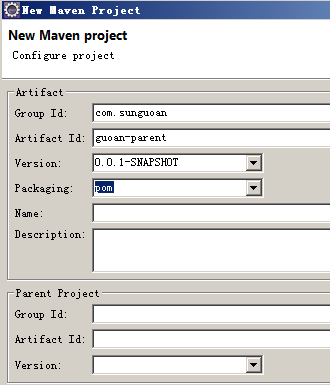 New Maven Project
New Maven project
Configure project
Artifact
Group Id: com.sunguoan
Artifact Id: guoan-parent
Version: 0.0.1-SNAPSHOT
Packaging: pom
Name:
Description:
Parent Project
Group Id:
Artifact Id:
Version: